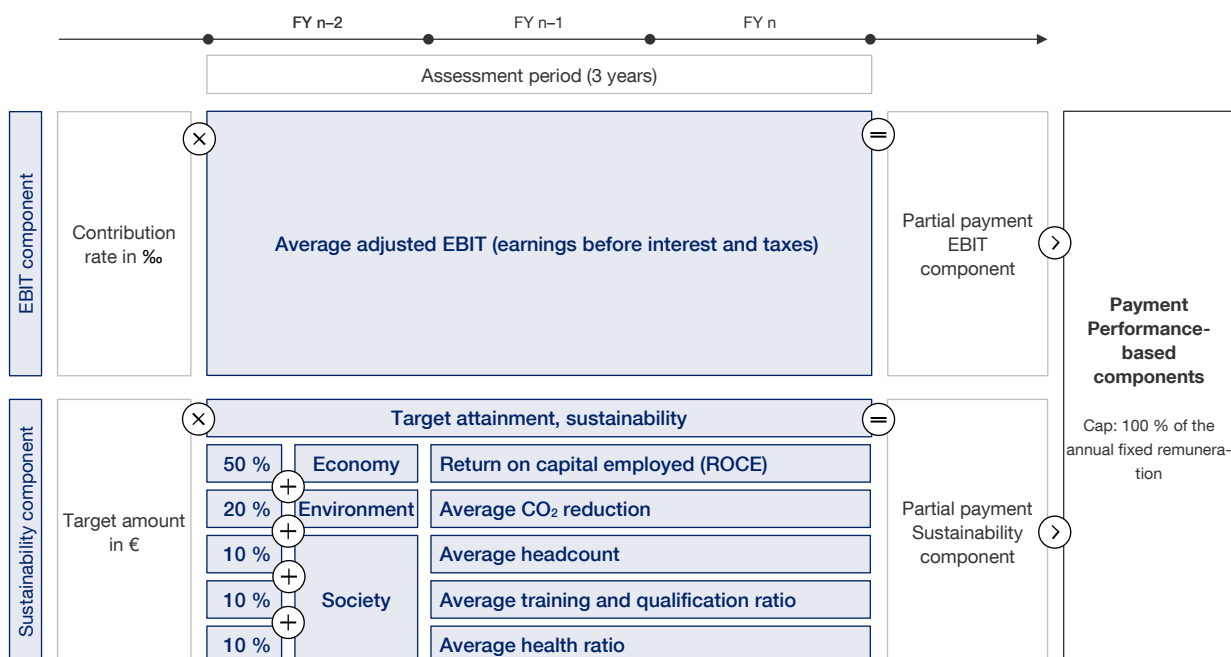 FY n–2
FY n–1
FY n
Assessment period (3 years)
EBIT component
Contribution
rate in ‰
×
Average adjusted EBIT (earnings before interest and taxes)
=
Partial payment
EBIT
component
>
Payment
Performance-
based
components
Cap: 100 % of the
annual fixed remunera-
tion
Sustainability component
Target amount
in €
×
Target attainment, sustainability
=
50 %
Economy
Return on capital employed (ROCE)
+
20 %
Environment
Average CO₂ reduction
+
10 %
Average headcount
+
10 %
Society
Average training and qualification ratio
+
10 %
Average health ratio
Partial payment
Sustainability
component
>